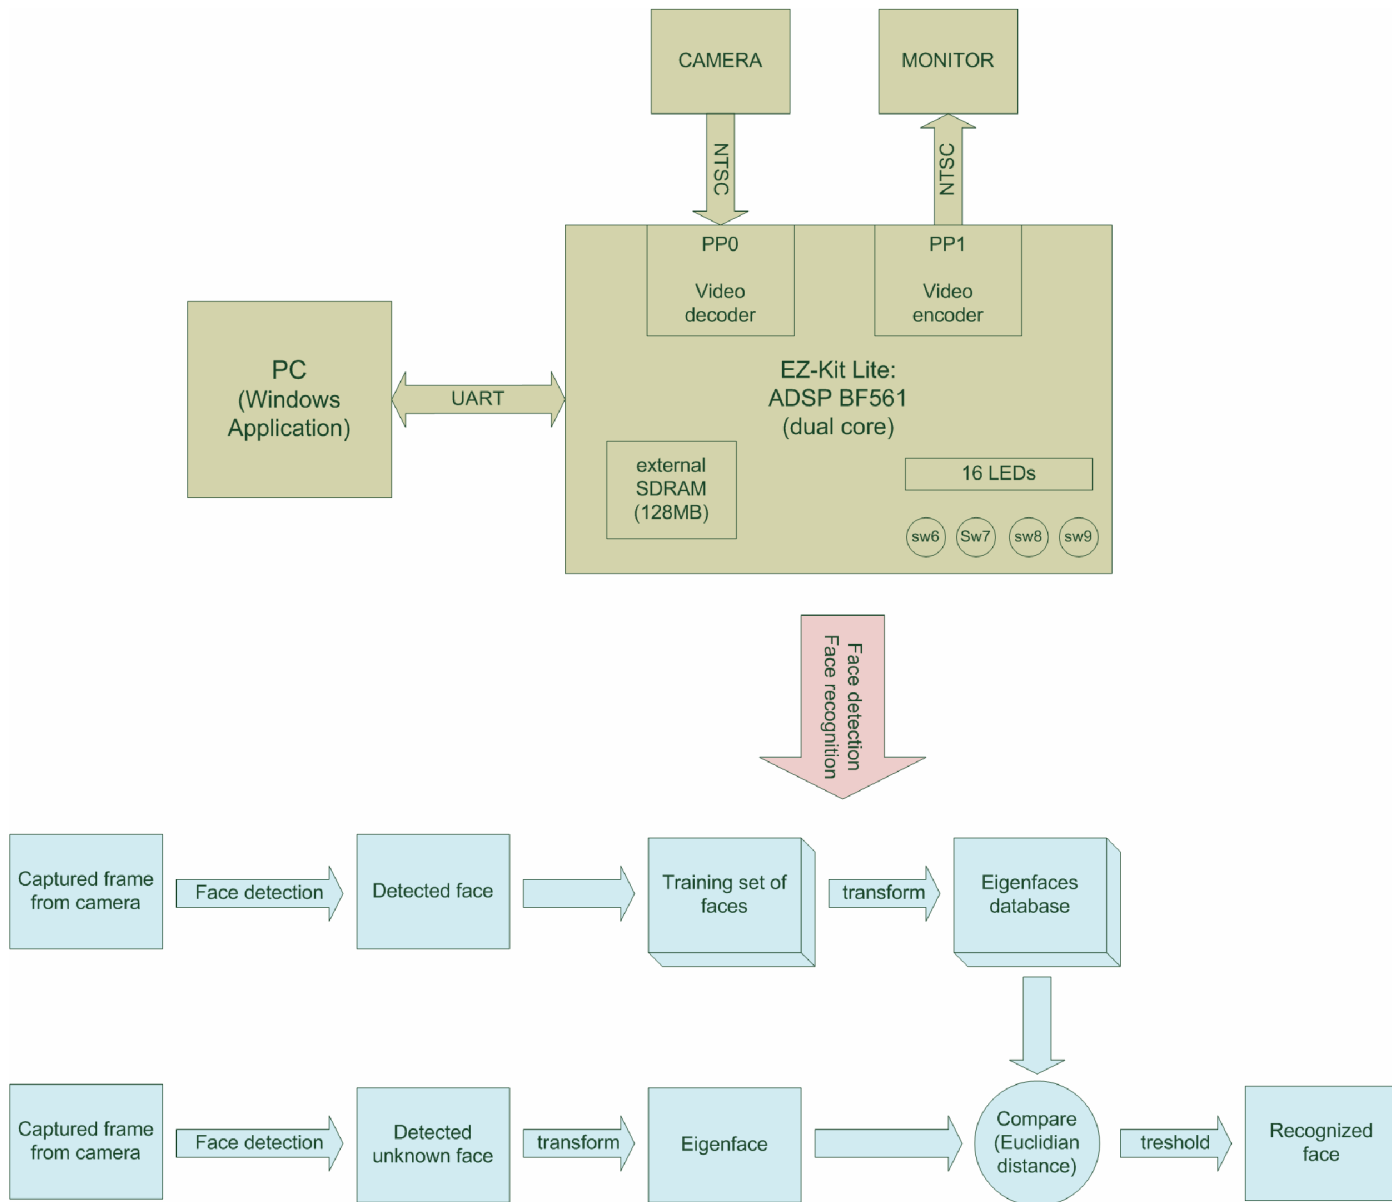 CAMERA
MONITOR
NTSC
NTSC
PP0
Video
decoder
PP1
Video
encoder
PC
(Windows
Application)
UART
EZ-Kit Lite:
ADSP BF561
(dual core)
external
SDRAM
(128MB)
16 LEDs
sw6
Sw7
sw8
sw9
Face detection
Face recognition
Captured frame
from camera
Face detection
Detected face
Training set of
faces
transform
Eigenfaces
database
Captured frame
from camera
Face detection
Detected
unknown face
transform
Eigenface
Compare
(Euclidian
distance)
treshold
Recognized
face